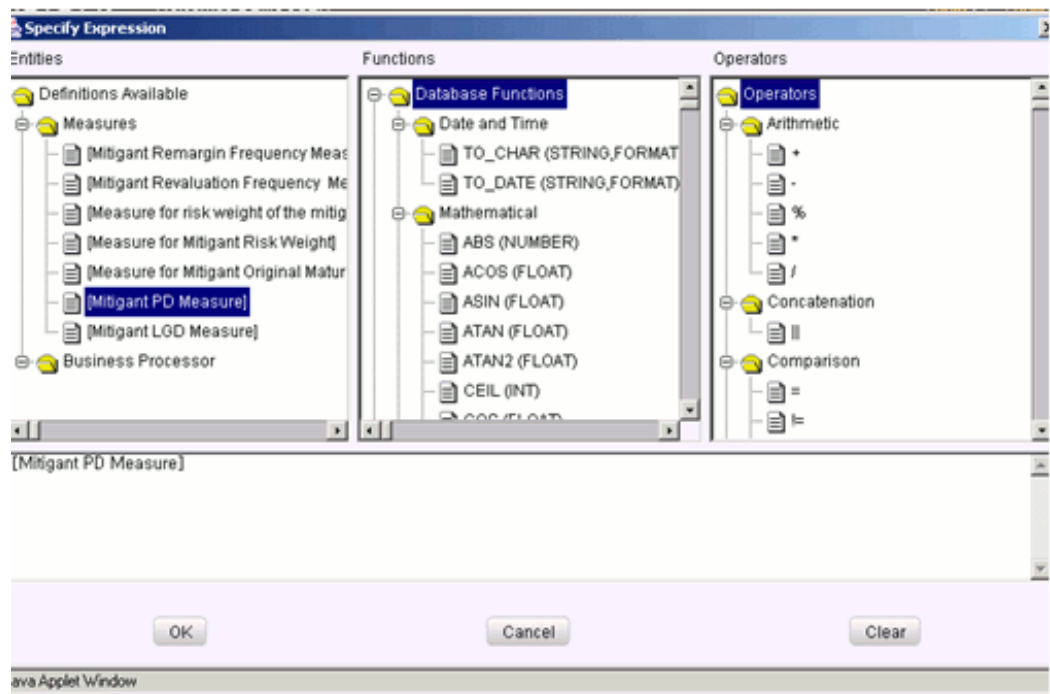 Specify Expression
Entities
Functions
Operators
Definitions Available
Measures
[Mitigant Remargin Frequency Meas
[Mitigant Revaluation Frequency Me
[Measure for risk weight of the mitig
[Measure for Mitigant Risk Weight]
[Measure for Mitigant Original Matur
[Mitigant PD Measure]
[Mitigant LGD Measure]
Business Processor
Database Functions
Date and Time
TO_CHAR (STRING,FORMAT
TO_DATE (STRING,FORMAT)
Mathematical
ABS (NUMBER)
ACOS (FLOAT)
ASIN (FLOAT)
ATAN (FLOAT)
ATAN2 (FLOAT)
CEIL (INT)
COS (FLOAT)
Operators
Arithmetic
+
-
%
*
/
Concatenation
||
Comparison
=
!=
[Mitigant PD Measure]
OK
Cancel
Clear
ava Applet Window